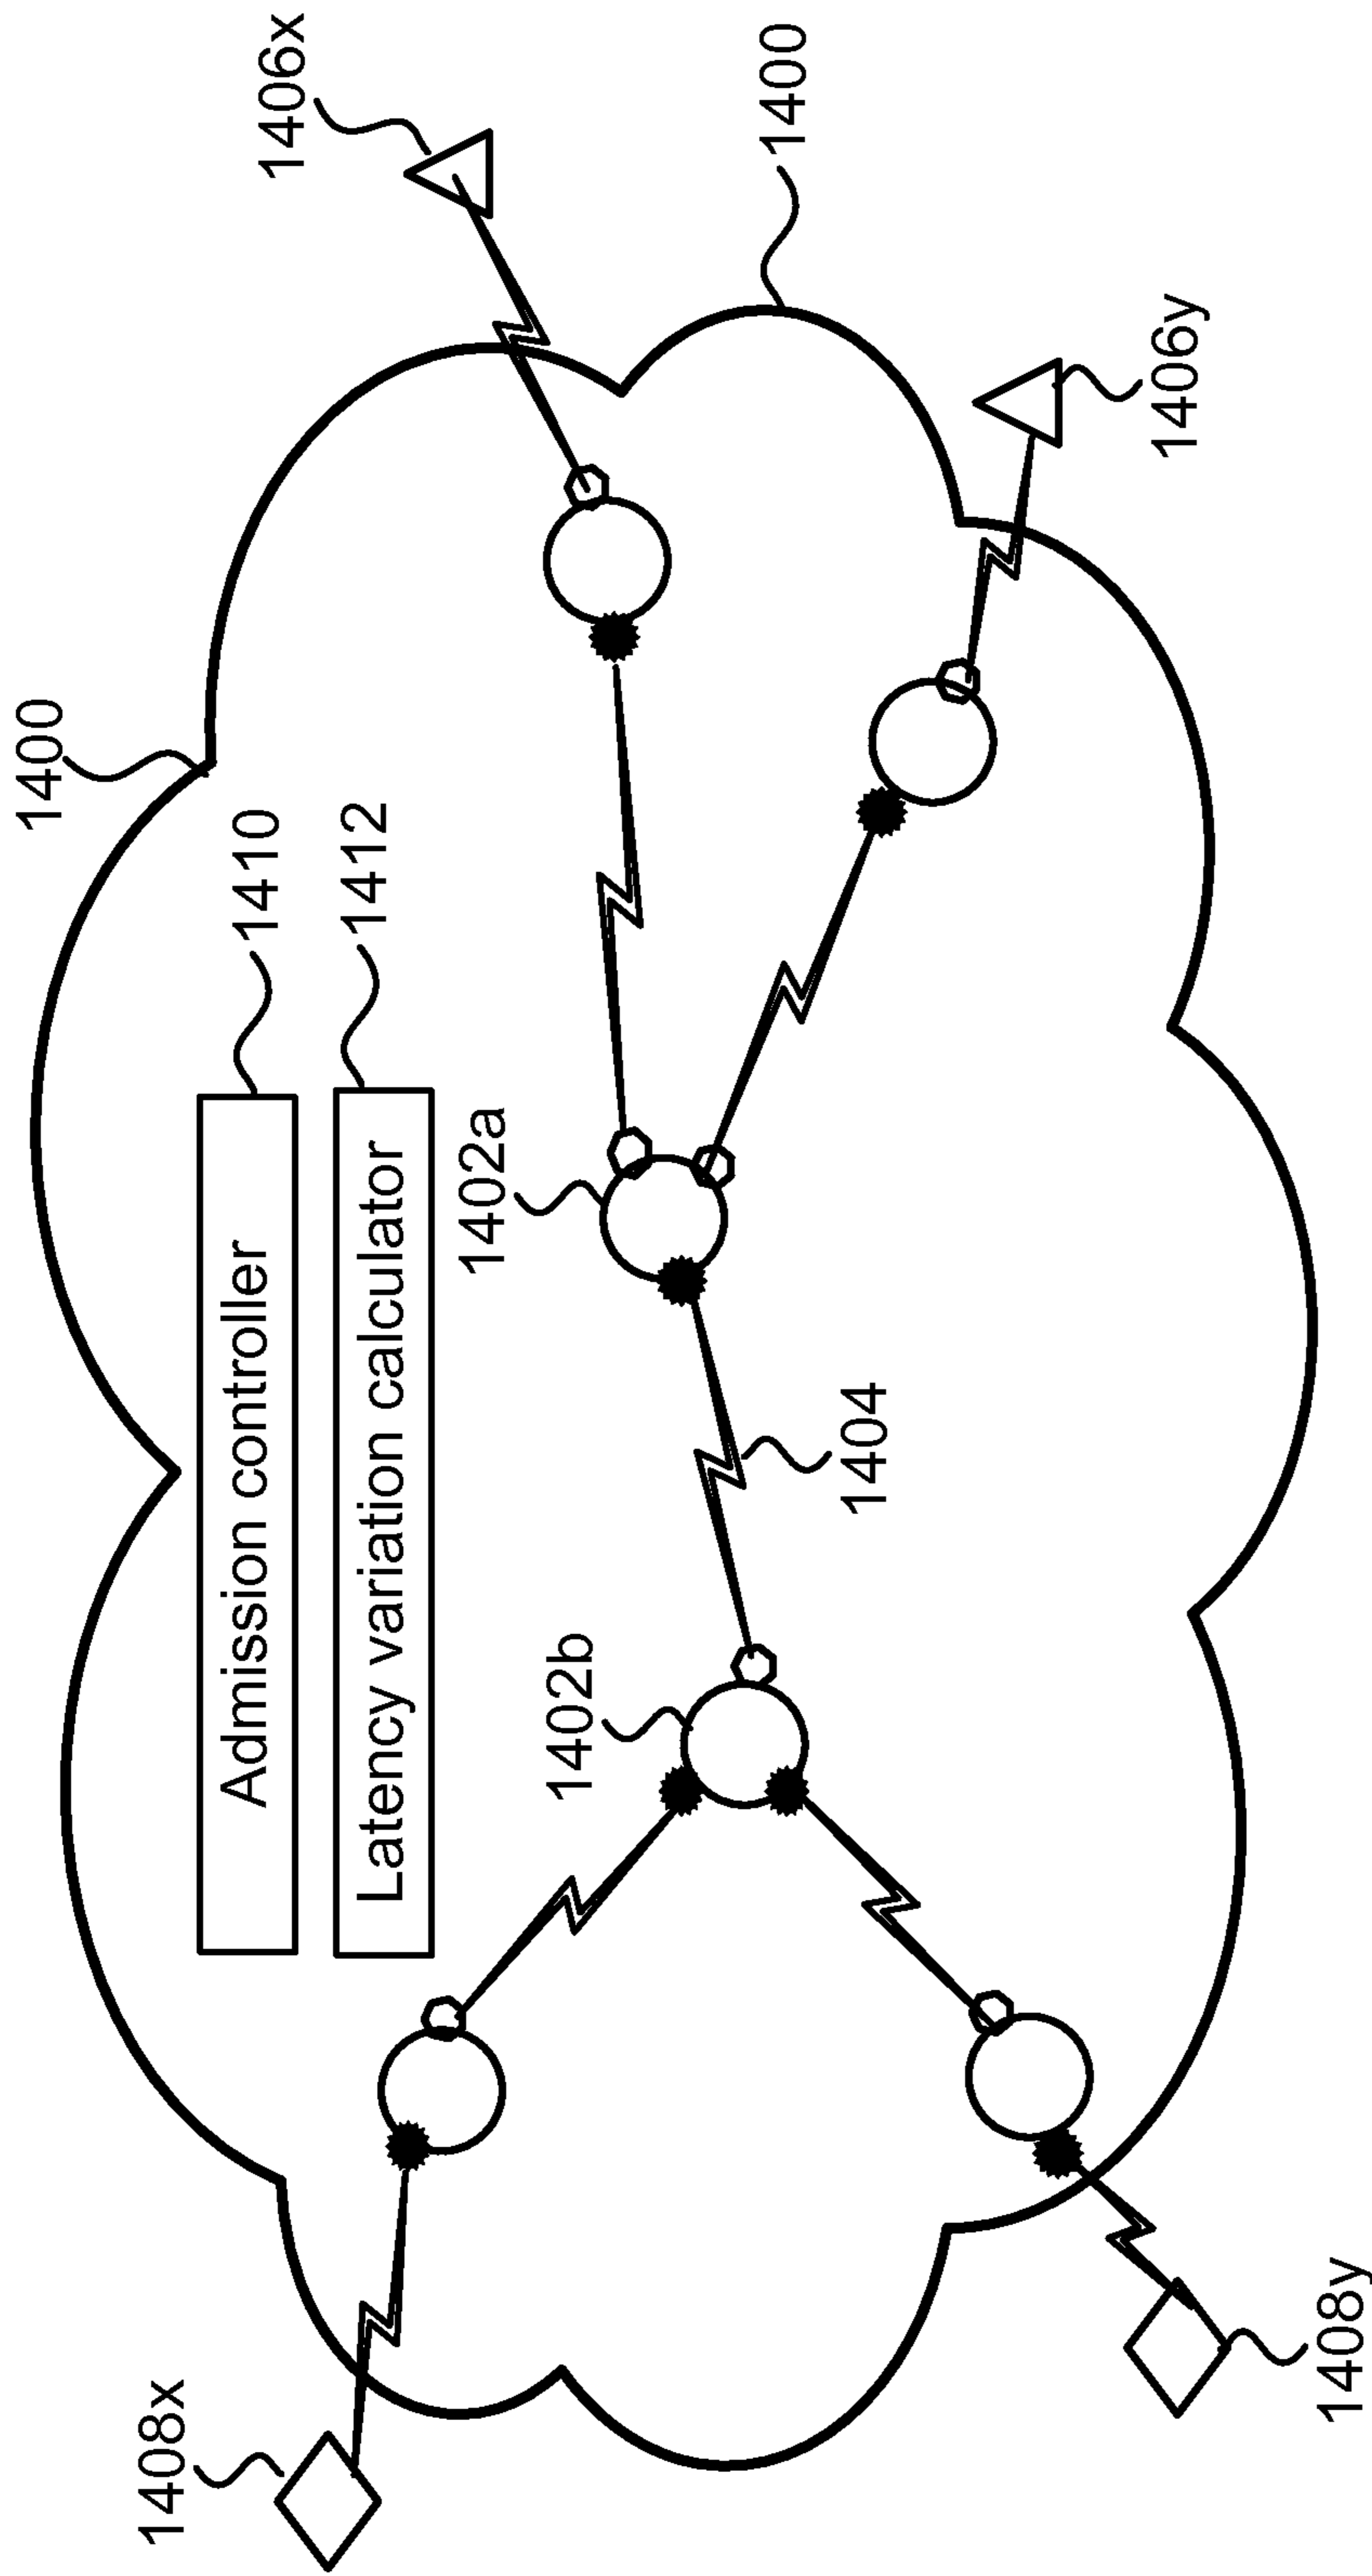 1400
1410
Admission controller
1412
Latency variation calculator
1406x
1408x
1402a
1402b
1400
1404
1406y
1408y